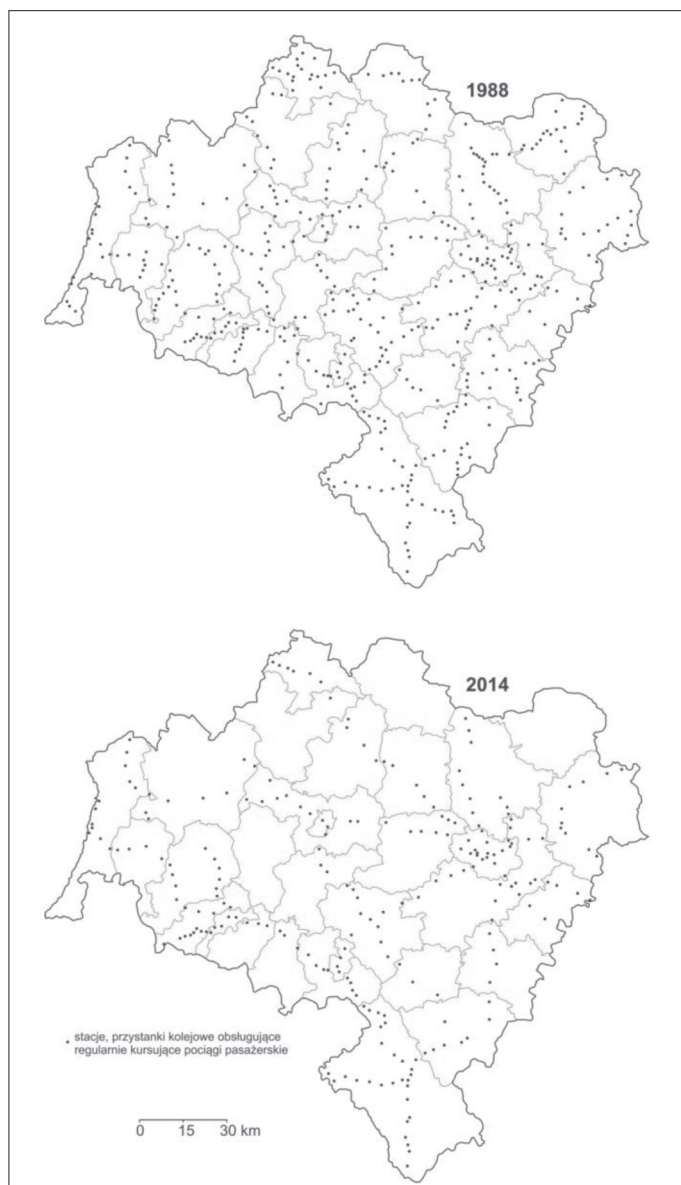 1988
2014
stacje, przystanki kolejowe obsługujące
regularnie kursujące pociągi pasażerskie
0 15 30 km